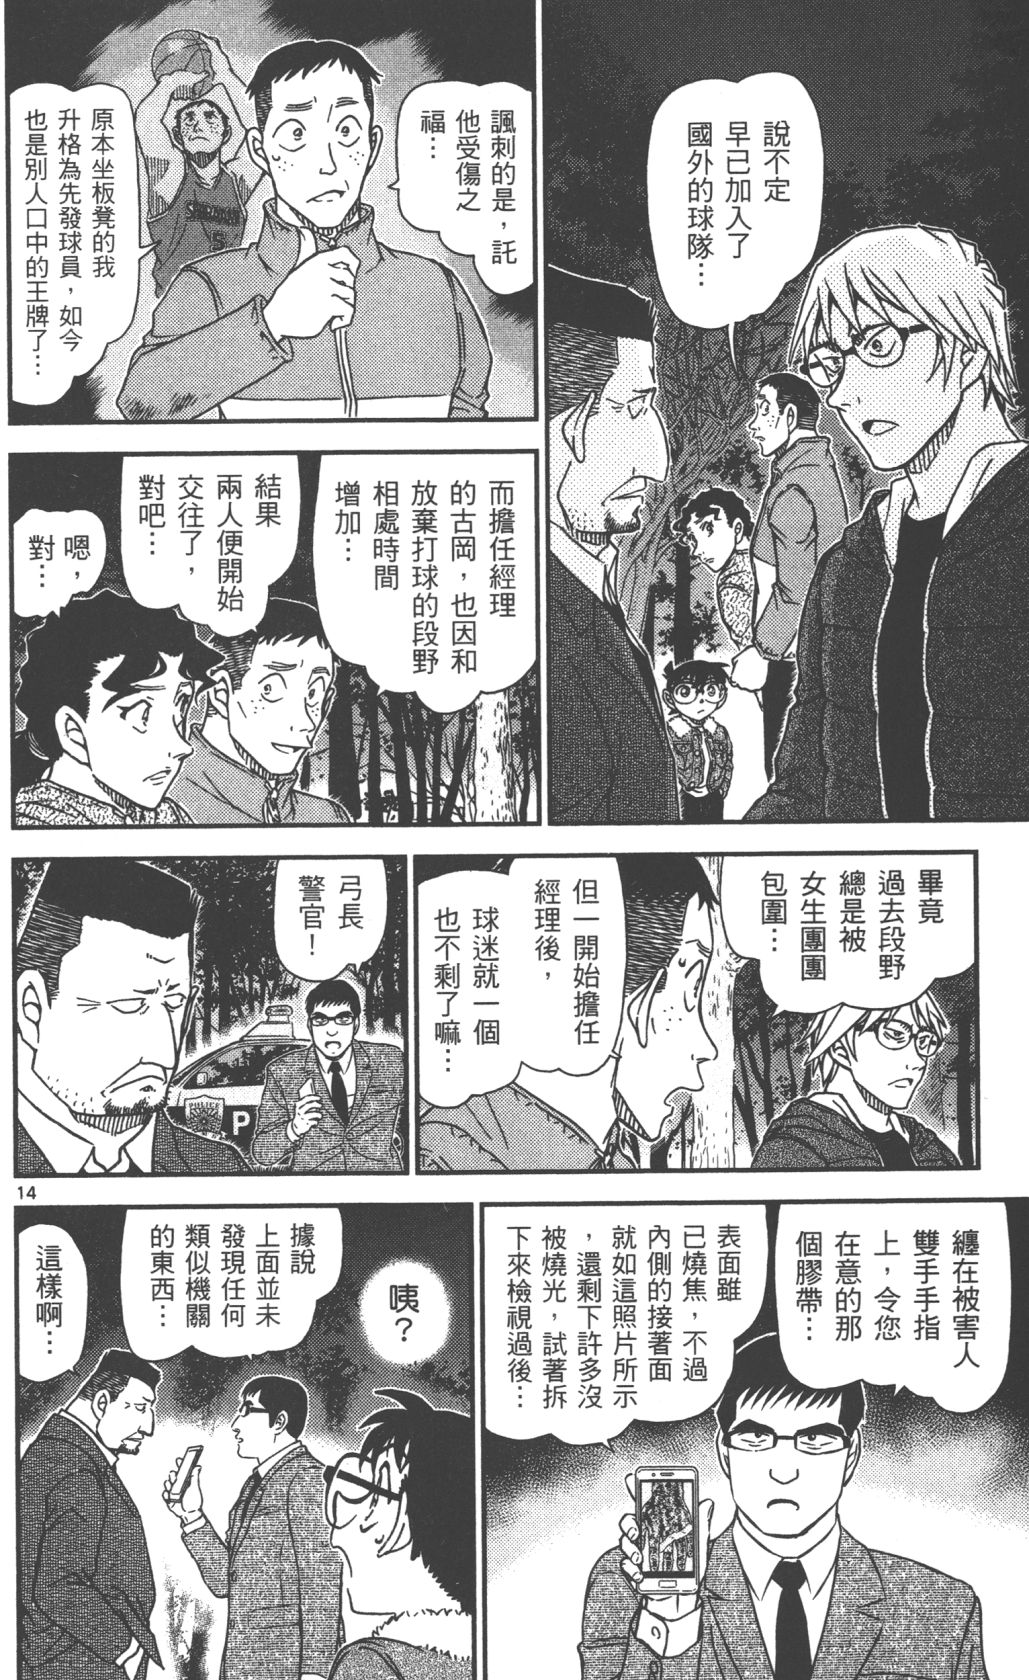 說不定
早已加入了
國外的球隊…
諷刺的是，託
他受傷之
福…
原本坐板凳的我
升格為先發球員，如今
也是別人口中的王牌了…
5
而擔任經理
的古岡，也因和
放棄打球的段野
相處時間
增加…
結果
兩人便開始
交往了，
對吧…
嗯，
對…
畢竟
過去段野
總是被
女生團團
包圍…
但一開始擔任
經理後，
球迷就一個
也不剩了嘛…
弓長
警官！
P
14
纏在被害人
雙手手指
上，令您
在意的那
個膠帶…
表面雖
已燒焦，不過
內側的接著面
就如這照片所示
，還剩下許多沒
被燒光，試著拆
下來檢視過後…
咦？
據說
上面並未
發現任何
類似機關
的東西…
這樣啊…